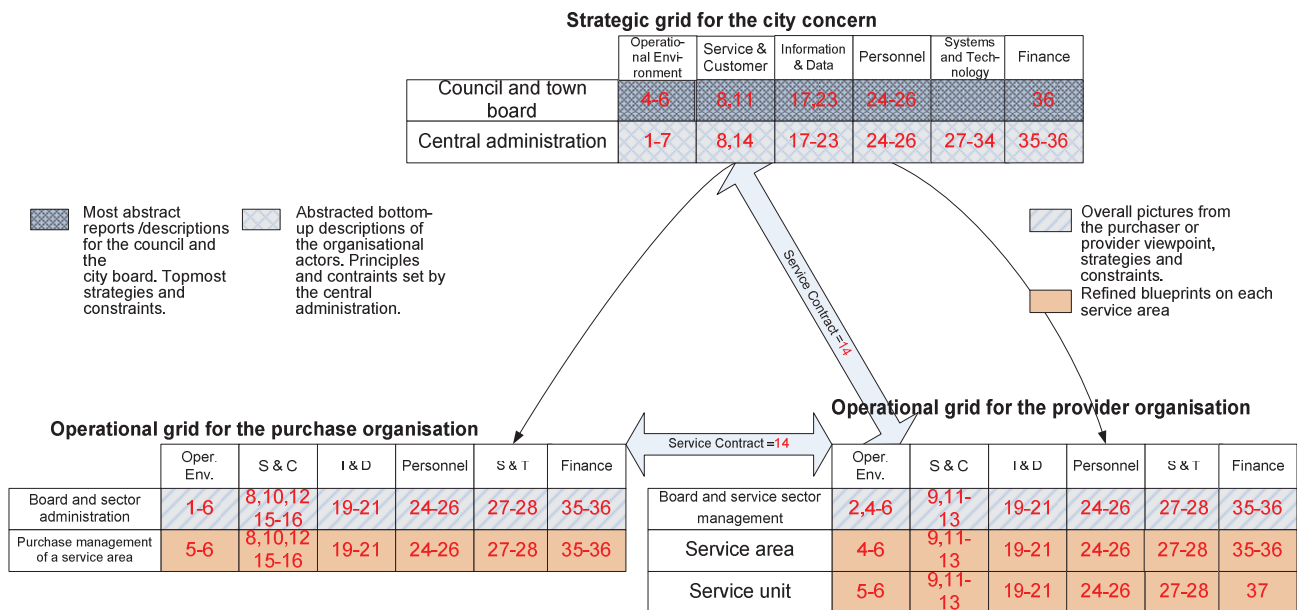 Strategic grid for the city concern
Operatio-
nal Envi-
ronment
Service &
Customer
Information
& Data
Personnel
Systems
and Tech-
nology
Finance
Council and town
board
4-6
8,11
17,23
24-26
36
Central administration
1-7
8,14
17-23
24-26
27-34
35-36
Most abstract
reports /descriptions
for the council and
the
city board. Topmost
strategies and
constraints.
Abstracted bottom-
up descriptions of
the organisational
actors. Principles
and contraints set by
the central
administration.
Overall pictures from
the purchaser or
provider viewpoint,
strategies and
constraints.
Refined blueprints on each
service area
Service Contract =14
Operational grid for the purchase organisation
Oper.
Env.
S & C
I & D
Personnel
S & T
Finance
Board and sector
administration
1-6
8,10,12
15-16
19-21
24-26
27-28
35-36
Purchase management
of a service area
5-6
8,10,12
15-16
19-21
24-26
27-28
35-36
Service Contract =14
Operational grid for the provider organisation
Oper.
Env.
S & C
I & D
Personnel
S & T
Finance
Board and service sector
management
2,4-6
9,11-
13
19-21
24-26
27-28
35-36
Service area
4-6
9,11-
13
19-21
24-26
27-28
35-36
Service unit
5-6
9,11-
13
19-21
24-26
27-28
37